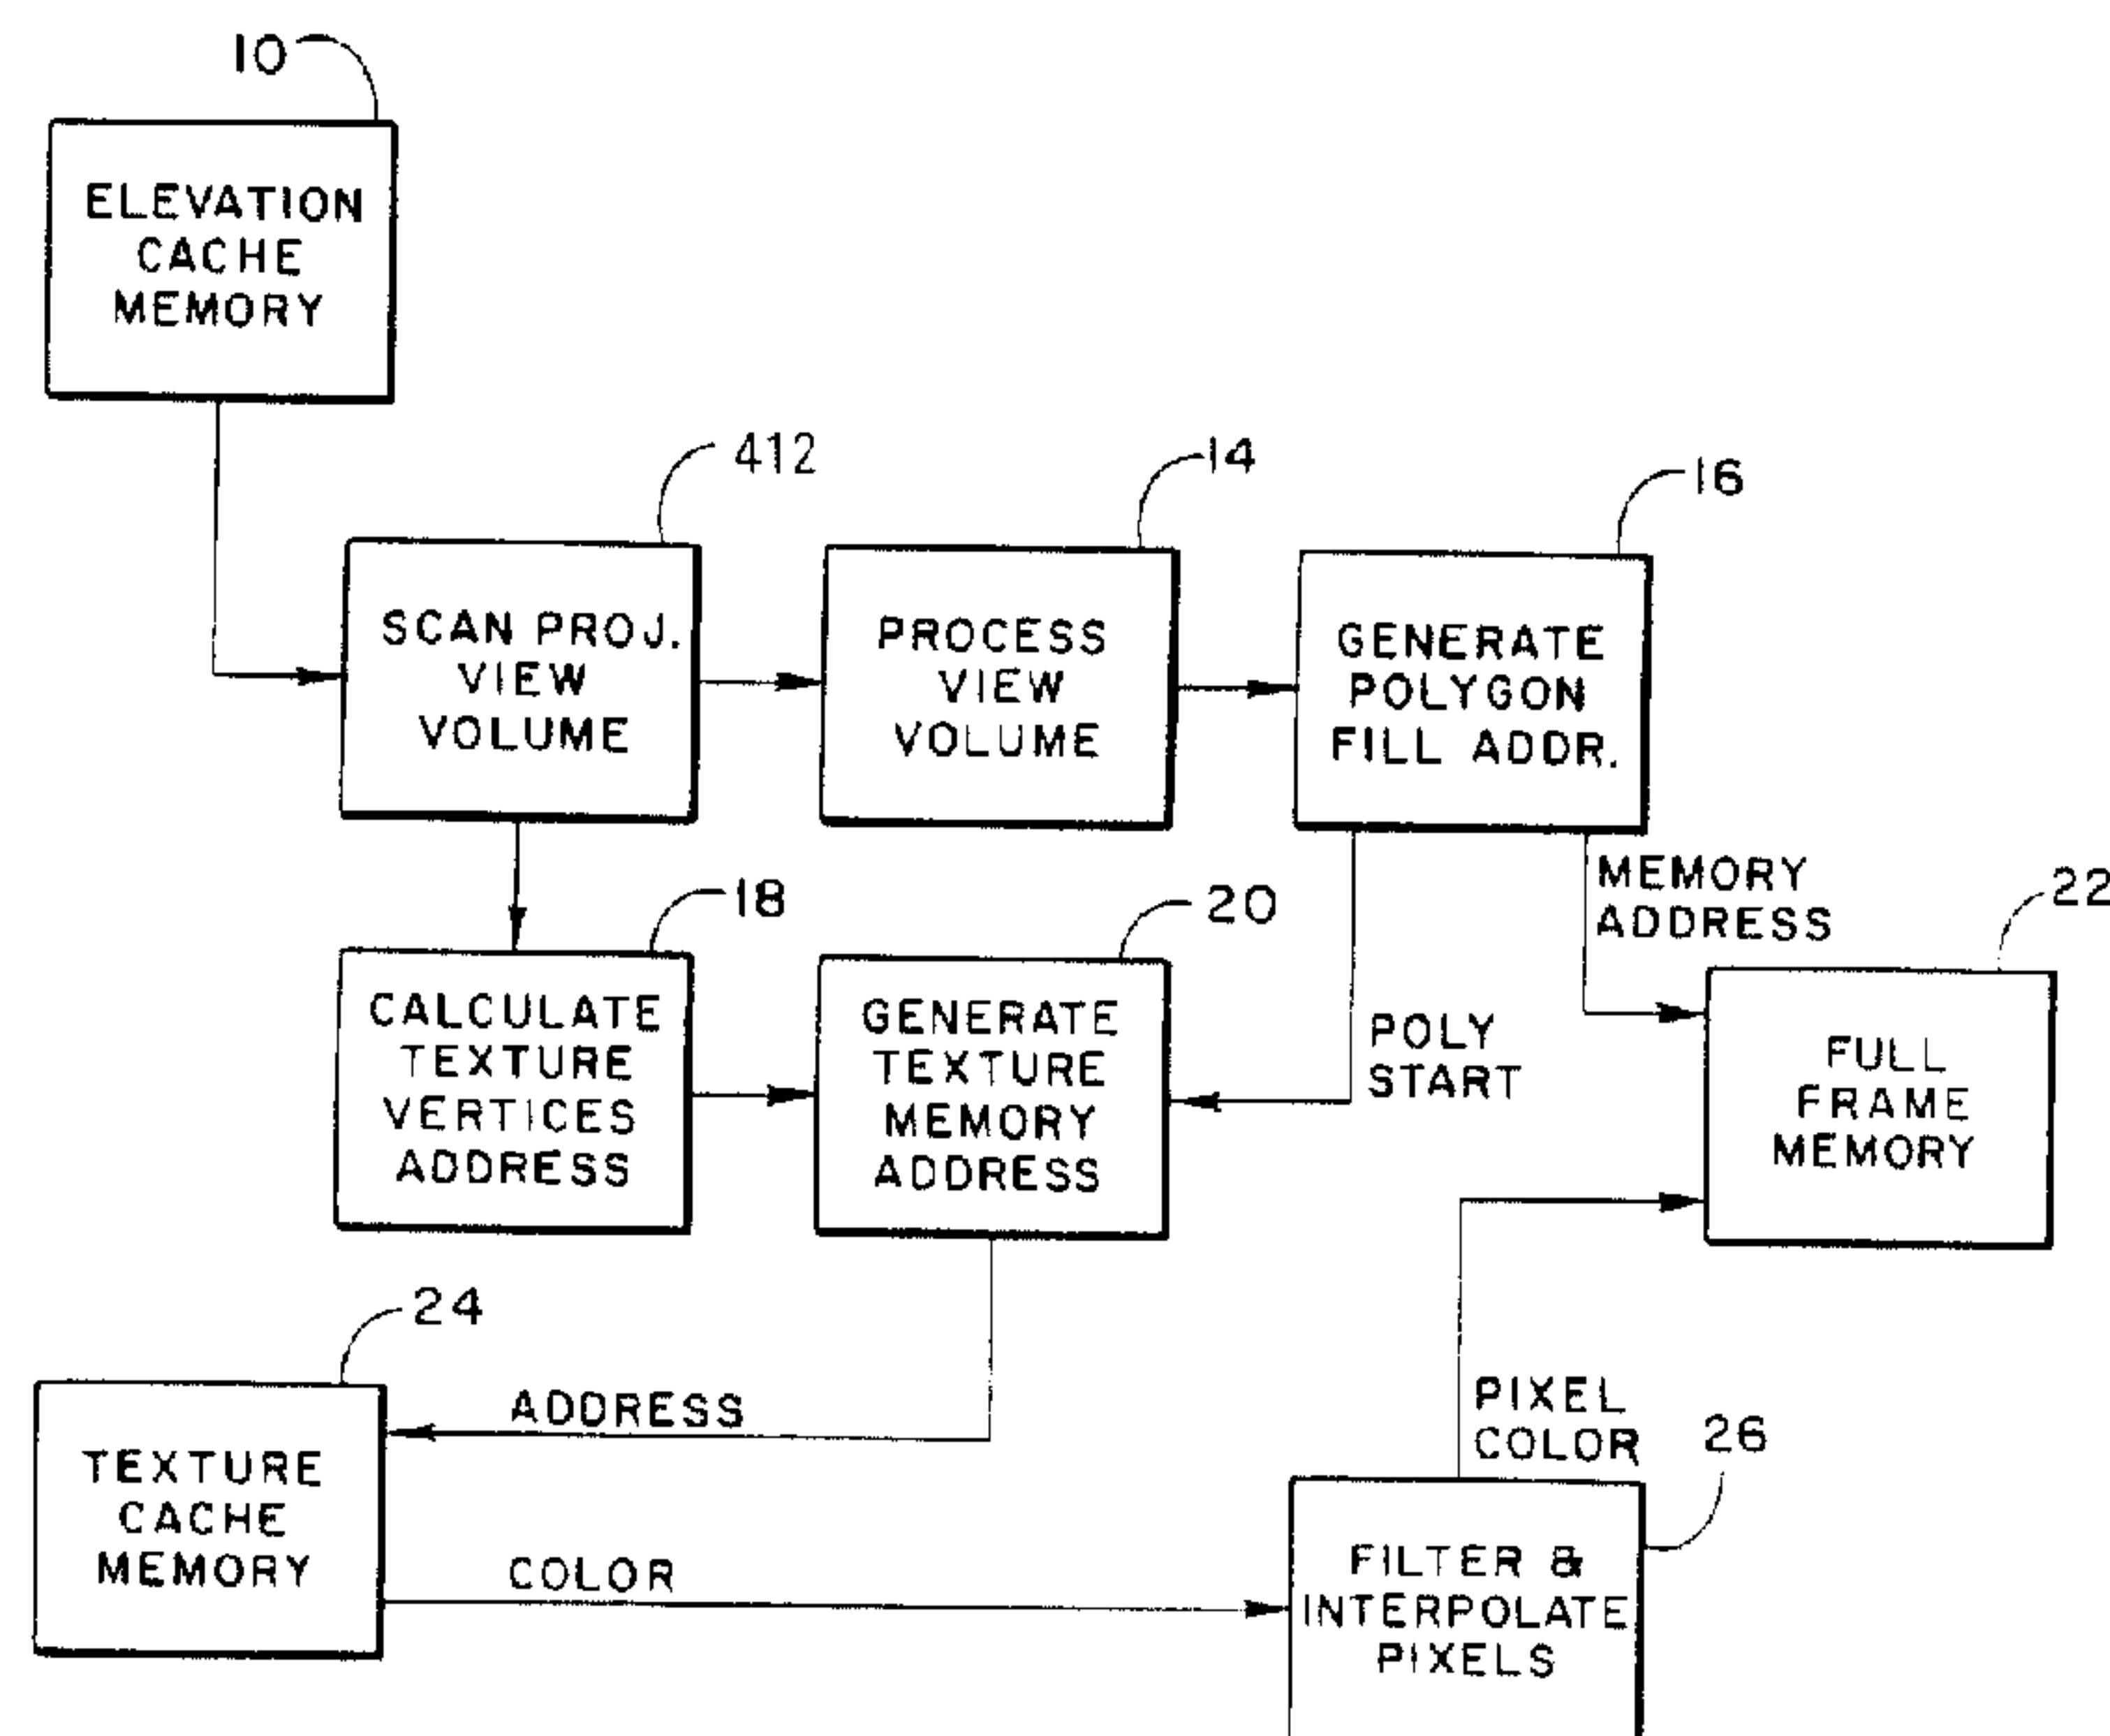 10
ELEVATION
CACHE
MEMORY
412
14
16
SCAN PROJ.
VIEW
VOLUME
PROCESS
VIEW
VOLUME
GENERATE
POLYGON
FILL ADDR.
MEMORY
ADDRESS
18
20
22
CALCULATE
TEXTURE
VERTICES
ADDRESS
GENERATE
TEXTURE
MEMORY
ADDRESS
POLY
START
FULL
FRAME
MEMORY
24
ADDRESS
PIXEL
COLOR
26
TEXTURE
CACHE
MEMORY
COLOR
FILTER &
INTERPOLATE
PIXELS